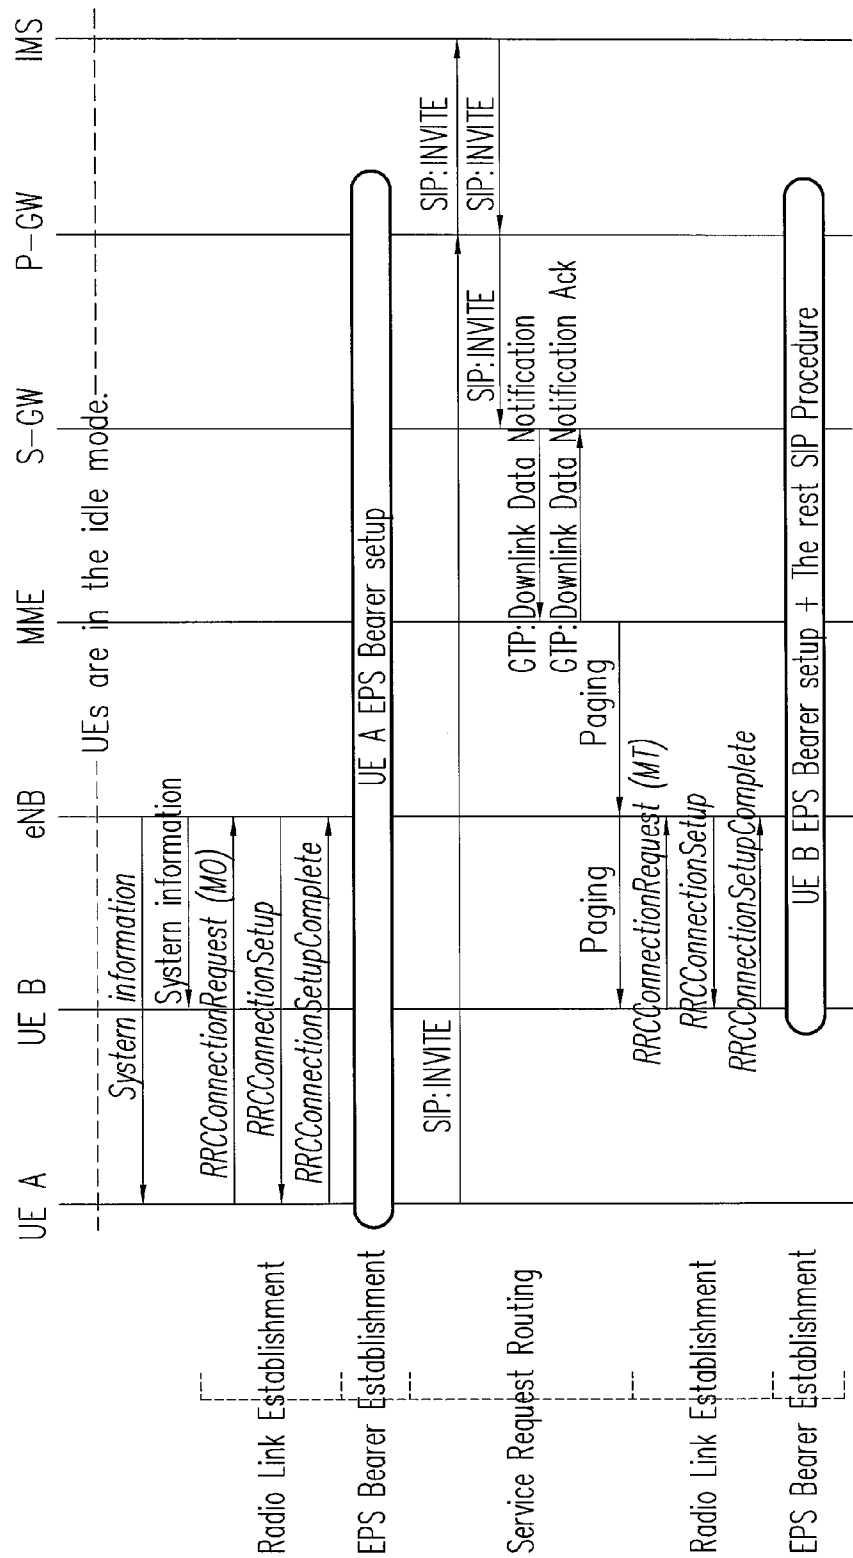 UE A
UE B
eNB
MME
S-GW
P-GW
IMS
UEs are in the idle mode.
System information
System information
RRCConnectionRequest (MO)
RRCConnectionSetup
RRCConnectionSetupComplete
Radio Link Establishment
UE A EPS Bearer setup
EPS Bearer Establishment
SIP:INVITE
SIP:INVITE
SIP:INVITE
SIP:INVITE
GTP:Downlink Data Notification
GTP:Downlink Data Notification Ack
Service Request Routing
Paging
Paging
RRCConnectionRequest (MT)
RRCConnectionSetup
RRCConnectionSetupComplete
Radio Link Establishment
UE B EPS Bearer setup + The rest SIP Procedure
EPS Bearer Establishment